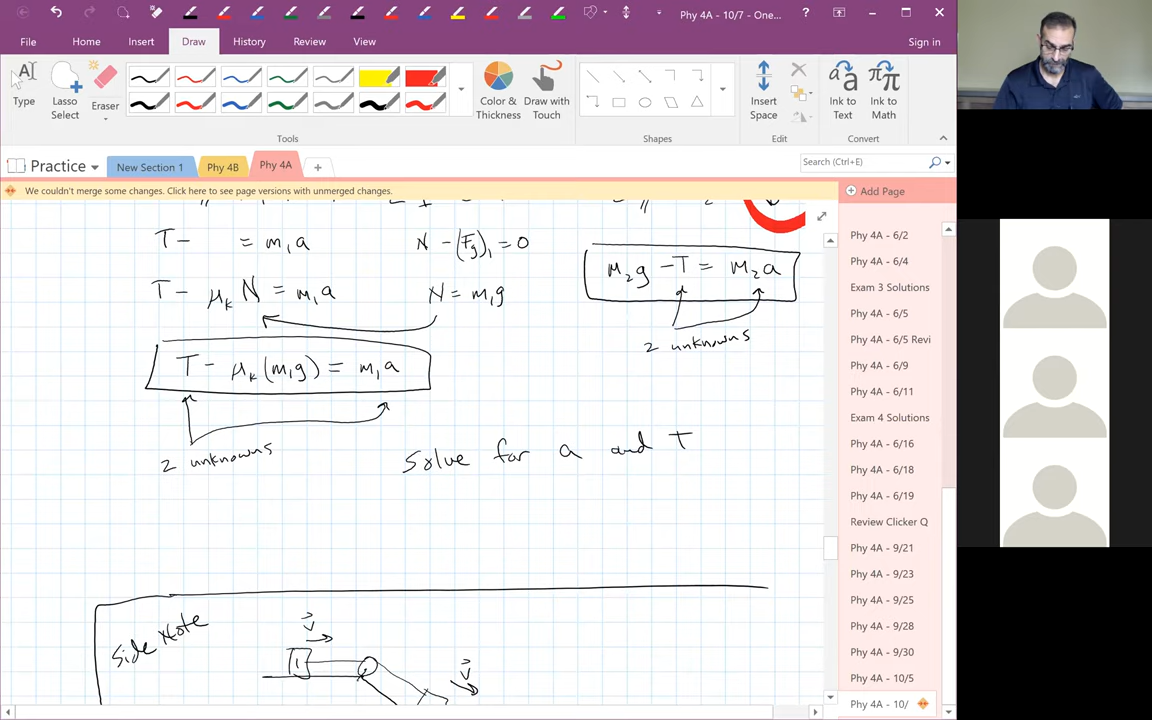 Phy 4A - 10/7 - One...
File Home Insert Draw History Review View Sign in
Type
Lasso Select
Eraser
Color & Thickness
Draw with Touch
Insert Space
Ink to Text
Ink to Math
Tools
Shapes
Edit
Convert
Practice
New Section 1
Phy 4B
Phy 4A
Search (Ctrl+E)
We couldn't merge some changes. Click here to see page versions with unmerged changes.
Add Page
T - = m₁a
N - (Fg)₁ = 0
m₂g - T = m₂a
T - μₖ N = m₁a
N = m₁g
2 unknowns
T - μₖ(m₁g) = m₁a
2 unknowns
Solve for a and T
Side Note
v
1
v
Phy 4A - 6/2
Phy 4A - 6/4
Exam 3 Solutions
Phy 4A - 6/5
Phy 4A - 6/5 Revi
Phy 4A - 6/9
Phy 4A - 6/11
Exam 4 Solutions
Phy 4A - 6/16
Phy 4A - 6/18
Phy 4A - 6/19
Review Clicker Q
Phy 4A - 9/21
Phy 4A - 9/23
Phy 4A - 9/25
Phy 4A - 9/28
Phy 4A - 9/30
Phy 4A - 10/5
Phy 4A - 10/